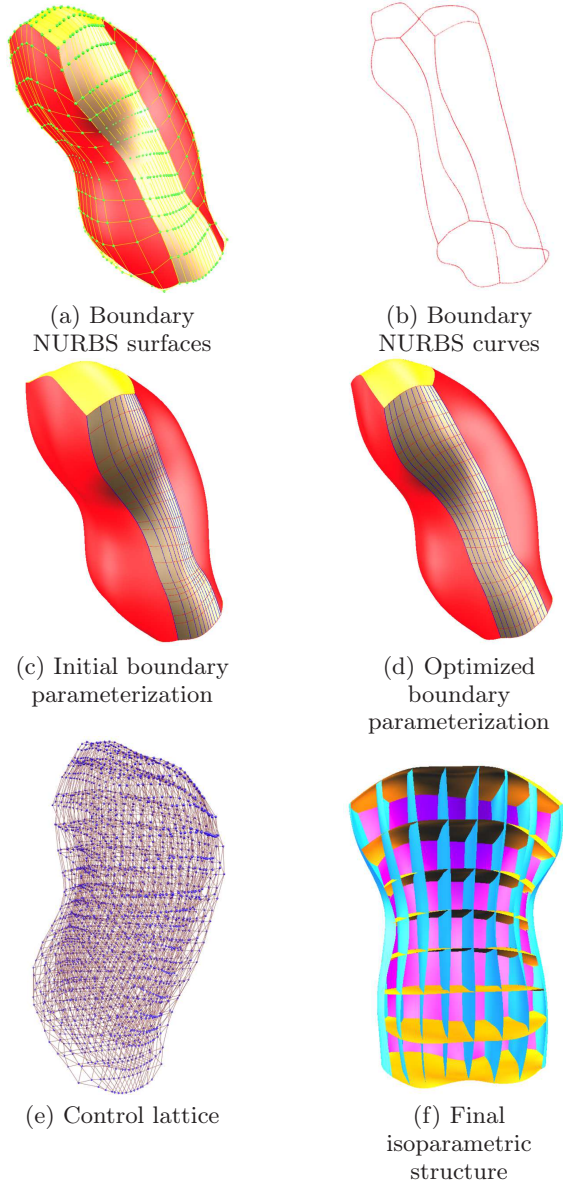 (a) Boundary
NURBS surfaces
(b) Boundary
NURBS curves
(c) Initial boundary
parameterization
(d) Optimized
boundary
parameterization
(e) Control lattice
(f) Final
isoparametric
structure